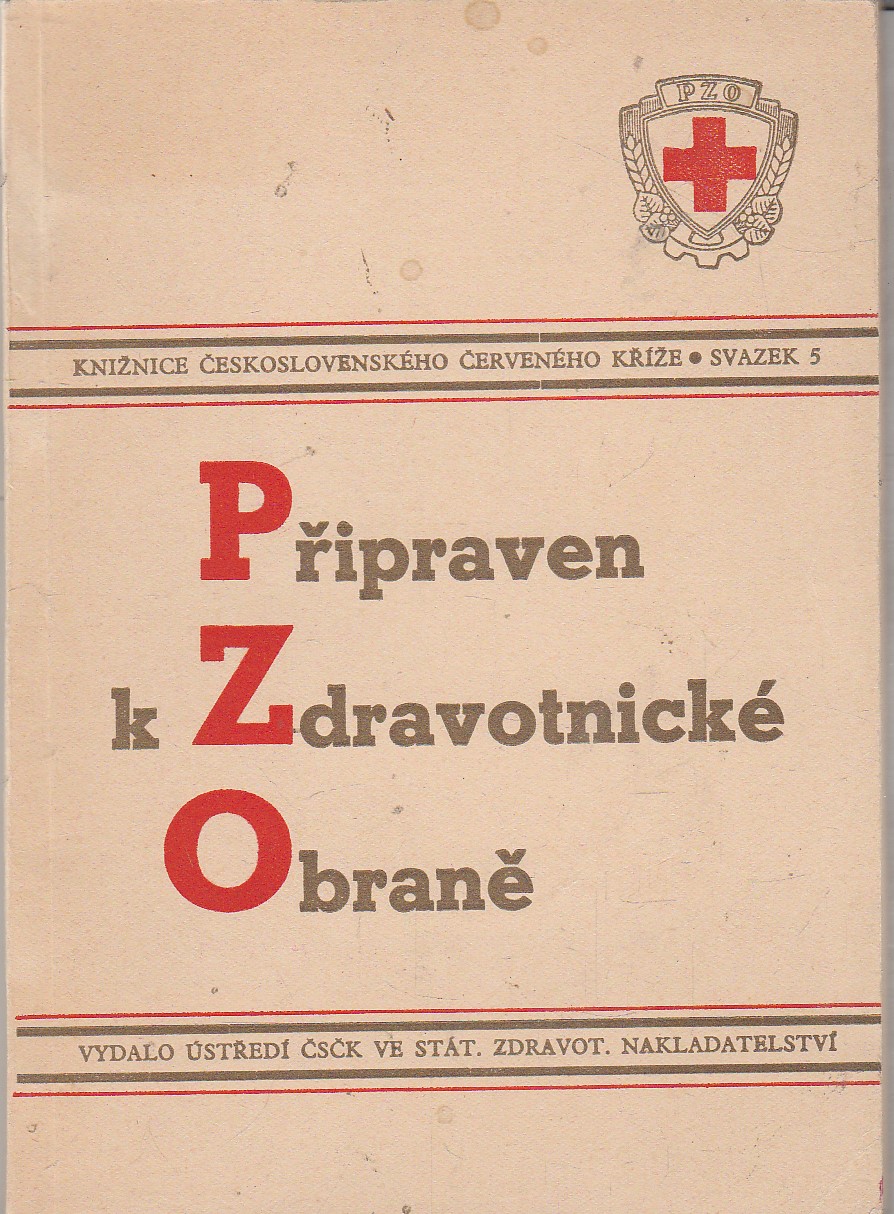 PZO
KNIŽNICE ČESKOSLOVENSKÉHO ČERVENÉHO KŘÍŽE • SVAZEK 5
Připraven
k Zdravotnické
Obraně
VYDALO ÚSTŘEDÍ ČSČK VE STÁT. ZDRAVOT. NAKLADATELSTVÍ